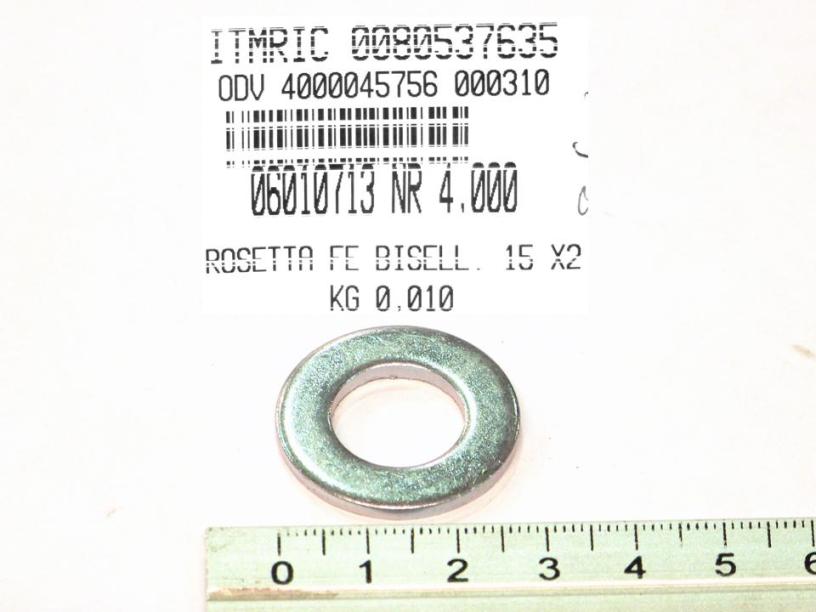 ITMRIC 0080537635
ODV 4000045756 000310
06010713 NR 4.000
ROSETTA FE BISELL. 15 X2
KG 0.010
0 1 2 3 4 5 6